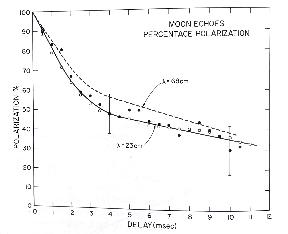 MOON ECHOES
PERCENTAGE POLARIZATION
100
90
80
70
60
50
40
30
20
10
0
POLARIZATION %
λ=68cm
λ=23cm
0 1 2 3 4 5 6 7 8 9 10 11 12
DELAY (msec)